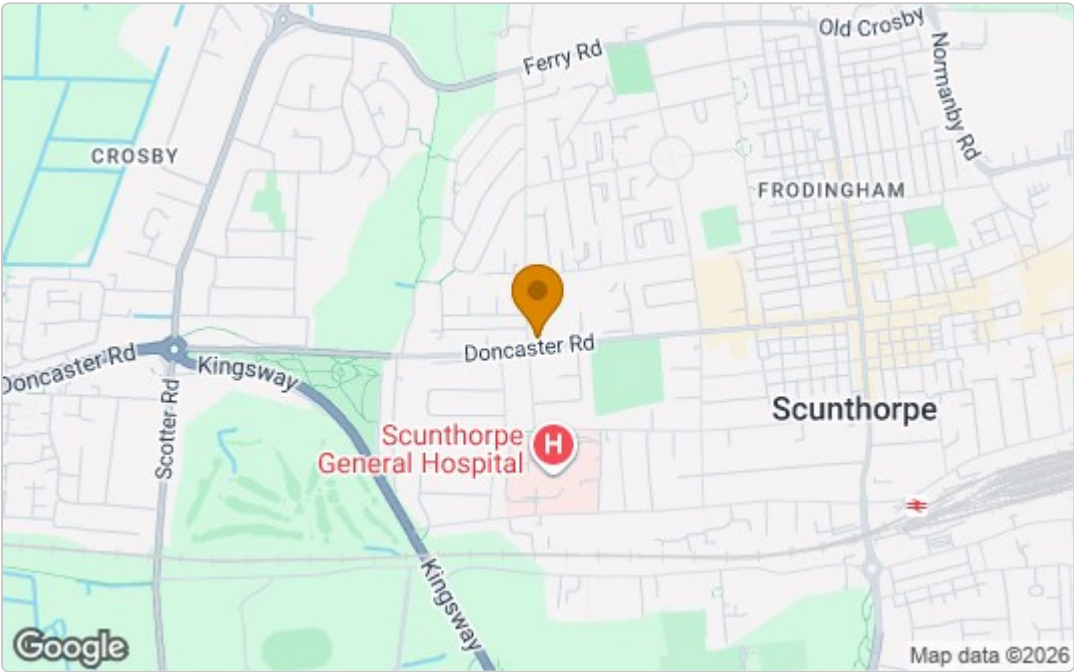 Old Crosby
Ferry Rd
Normanby Rd
CROSBY
FRODINGHAM
Doncaster Rd
Doncaster Rd
Kingsway
Scotter Rd
Scunthorpe
Scunthorpe
General Hospital
H
Kingsway
Google
Map data ©2026